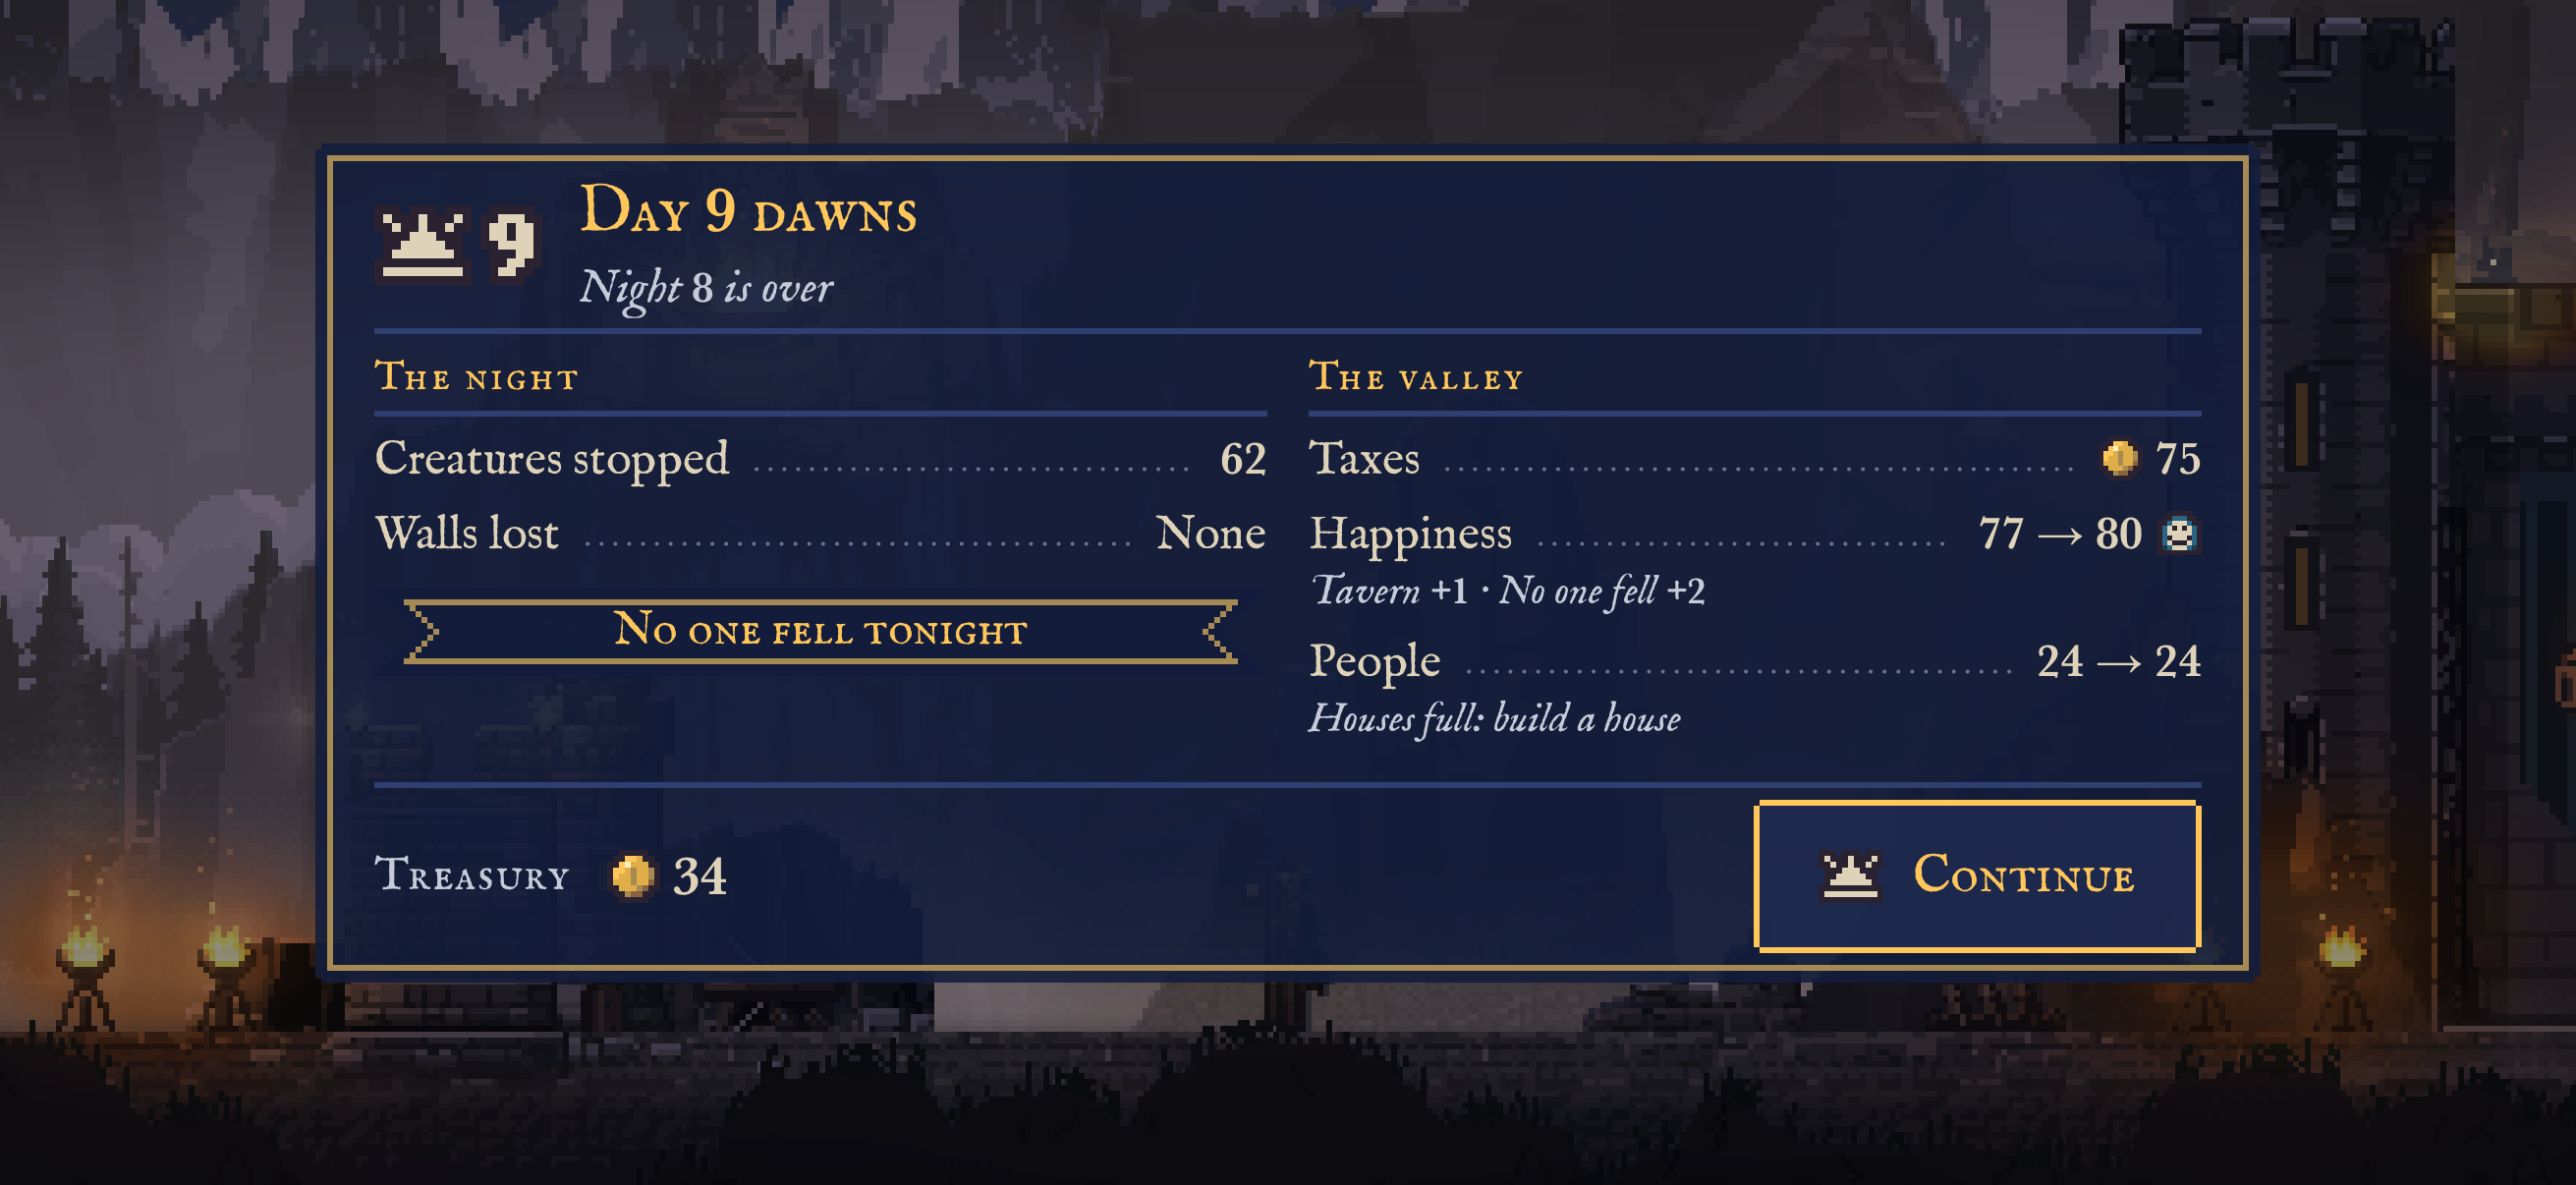 9
Day 9 dawns
Night 8 is over
The night
Creatures stopped 62
Walls lost None
No one fell tonight
The valley
Taxes 75
Happiness 77 → 80
Tavern +1 · No one fell +2
People 24 → 24
Houses full: build a house
Treasury 34
Continue